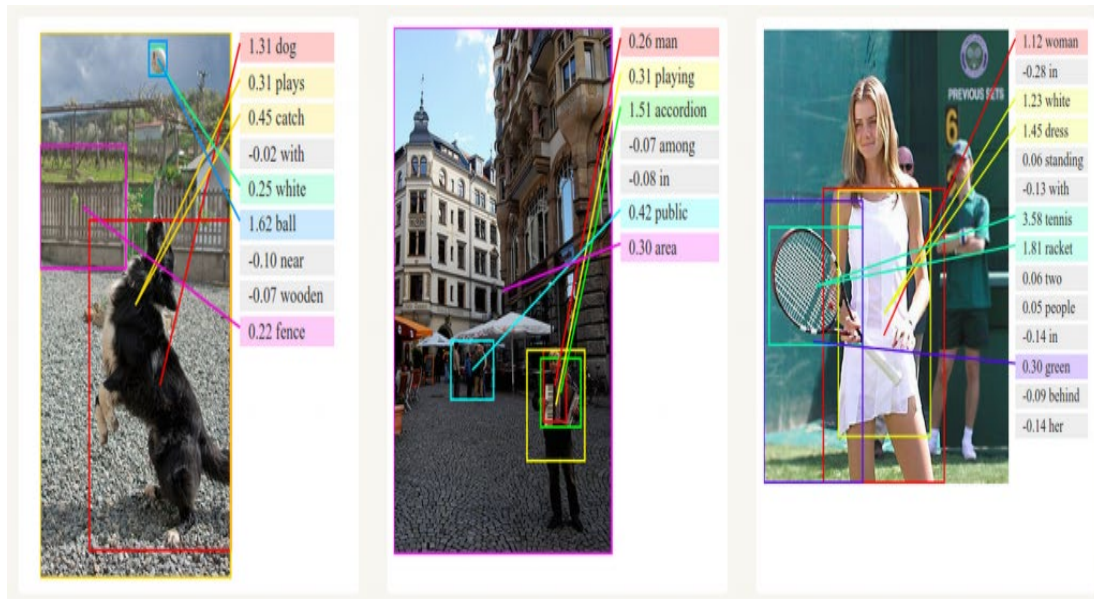 1.31 dog
0.31 plays
0.45 catch
-0.02 with
0.25 white
1.62 ball
-0.10 near
-0.07 wooden
0.22 fence
0.26 man
0.31 playing
1.51 accordion
-0.07 among
-0.08 in
0.42 public
0.30 area
PREVIOUS SETS
6
1.12 woman
-0.28 in
1.23 white
1.45 dress
0.06 standing
-0.13 with
3.58 tennis
1.81 racket
0.06 two
0.05 people
-0.14 in
0.30 green
-0.09 behind
-0.14 her